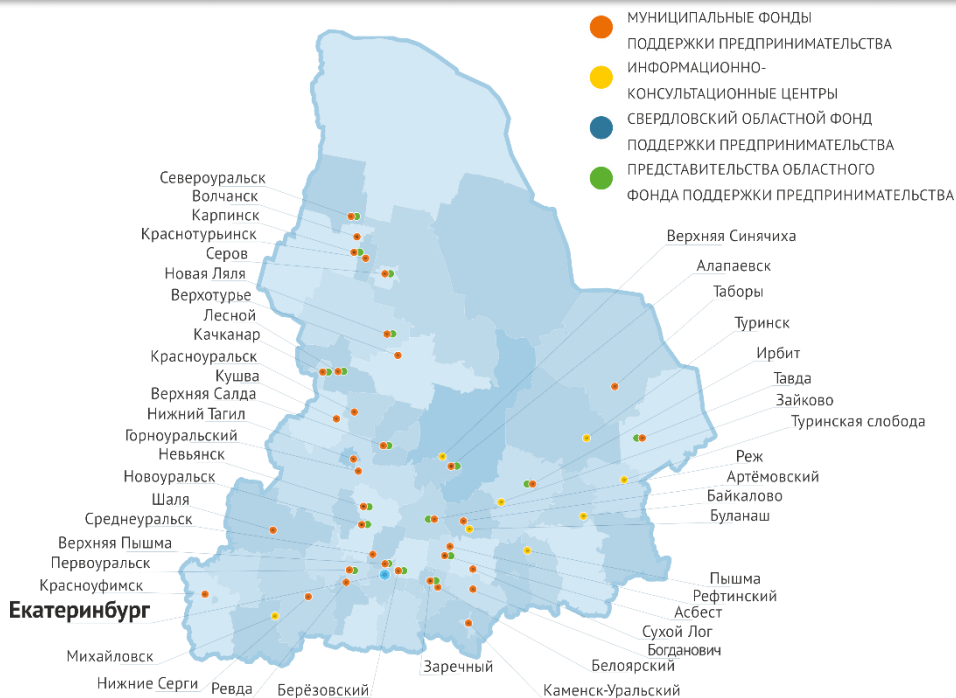 МУНИЦИПАЛЬНЫЕ ФОНДЫ
ПОДДЕРЖКИ ПРЕДПРИНИМАТЕЛЬСТВА
ИНФОРМАЦИОННО-
КОНСУЛЬТАЦИОННЫЕ ЦЕНТРЫ
СВЕРДЛОВСКИЙ ОБЛАСТНОЙ ФОНД
ПОДДЕРЖКИ ПРЕДПРИНИМАТЕЛЬСТВА
ПРЕДСТАВИТЕЛЬСТВА ОБЛАСТНОГО
ФОНДА ПОДДЕРЖКИ ПРЕДПРИНИМАТЕЛЬСТВА
Североуральск
Волчанск
Карпинск
Краснотурьинск
Серов
Новая Ляля
Верхотурье
Лесной
Качканар
Красноуральск
Кушва
Верхняя Салда
Нижний Тагил
Горноуральский
Невьянск
Новоуральск
Шаля
Среднеуральск
Верхняя Пышма
Первоуральск
Красноуфимск
Екатеринбург
Михайловск
Нижние Серги
Ревда
Берёзовский
Заречный
Верхняя Синячиха
Алапаевск
Таборы
Туринск
Ирбит
Тавда
Зайково
Туринская слобода
Реж
Артёмовский
Байкалово
Буланаш
Пышма
Рефтинский
Асбест
Сухой Лог
Богданович
Белоярский
Каменск-Уральский